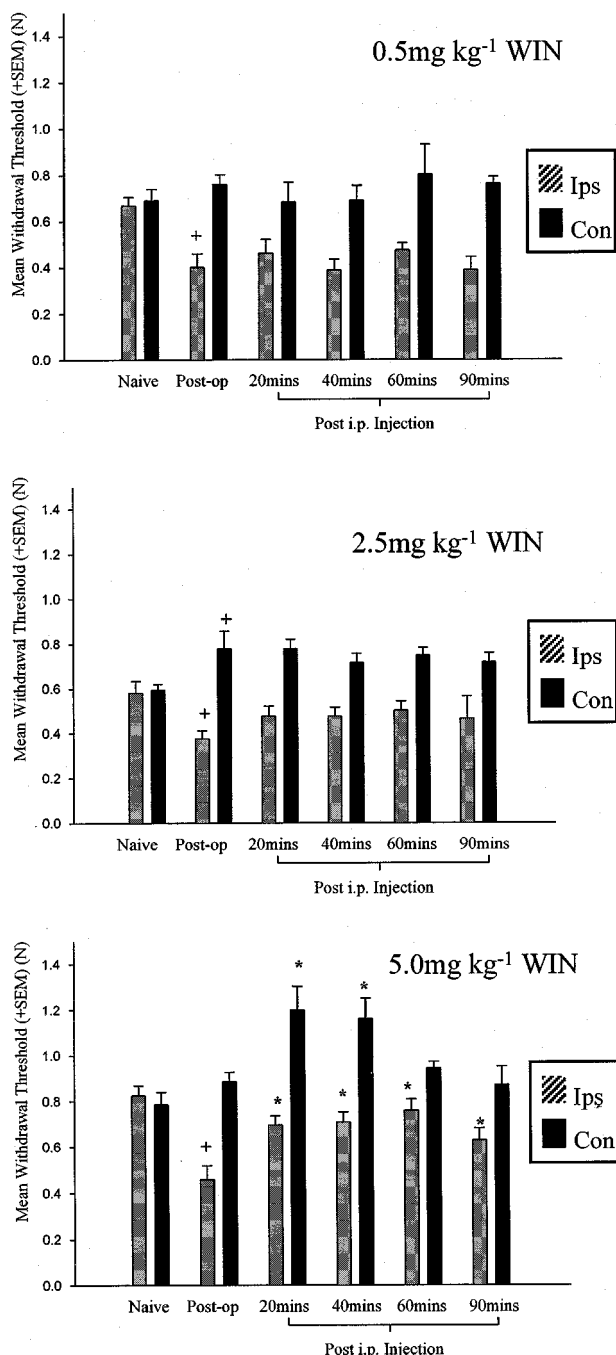 0.5mg kg⁻¹ WIN
Mean Withdrawal Threshold (+SEM) (N)
1.4
1.2
1.0
0.8
0.6
0.4
0.2
0.0
+
Ips
Con
Naive Post-op 20mins 40mins 60mins 90mins
Post i.p. Injection
2.5mg kg⁻¹ WIN
Mean Withdrawal Threshold (+SEM) (N)
1.4
1.2
1.0
0.8
0.6
0.4
0.2
0.0
+ +
Ips
Con
Naive Post-op 20mins 40mins 60mins 90mins
Post i.p. Injection
5.0mg kg⁻¹ WIN
Mean Withdrawal Threshold (+SEM) (N)
1.4
1.2
1.0
0.8
0.6
0.4
0.2
0.0
+ * * * * * *
Ips
Con
Naive Post-op 20mins 40mins 60mins 90mins
Post i.p. Injection